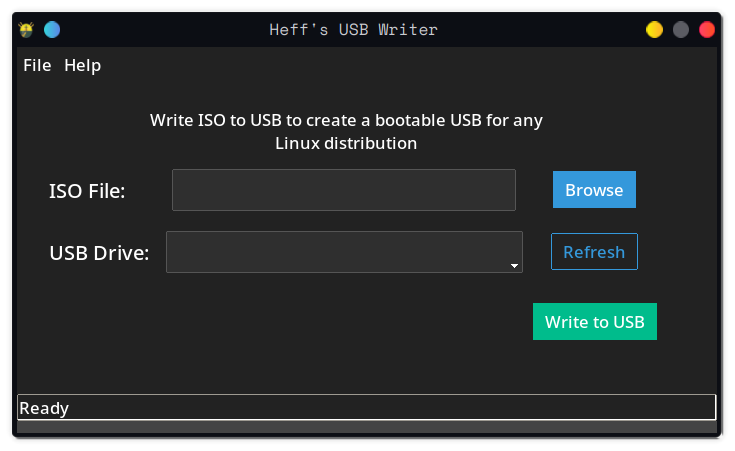 Heff's USB Writer
File Help
Write ISO to USB to create a bootable USB for any
Linux distribution
ISO File:
Browse
USB Drive:
Refresh
Write to USB
Ready